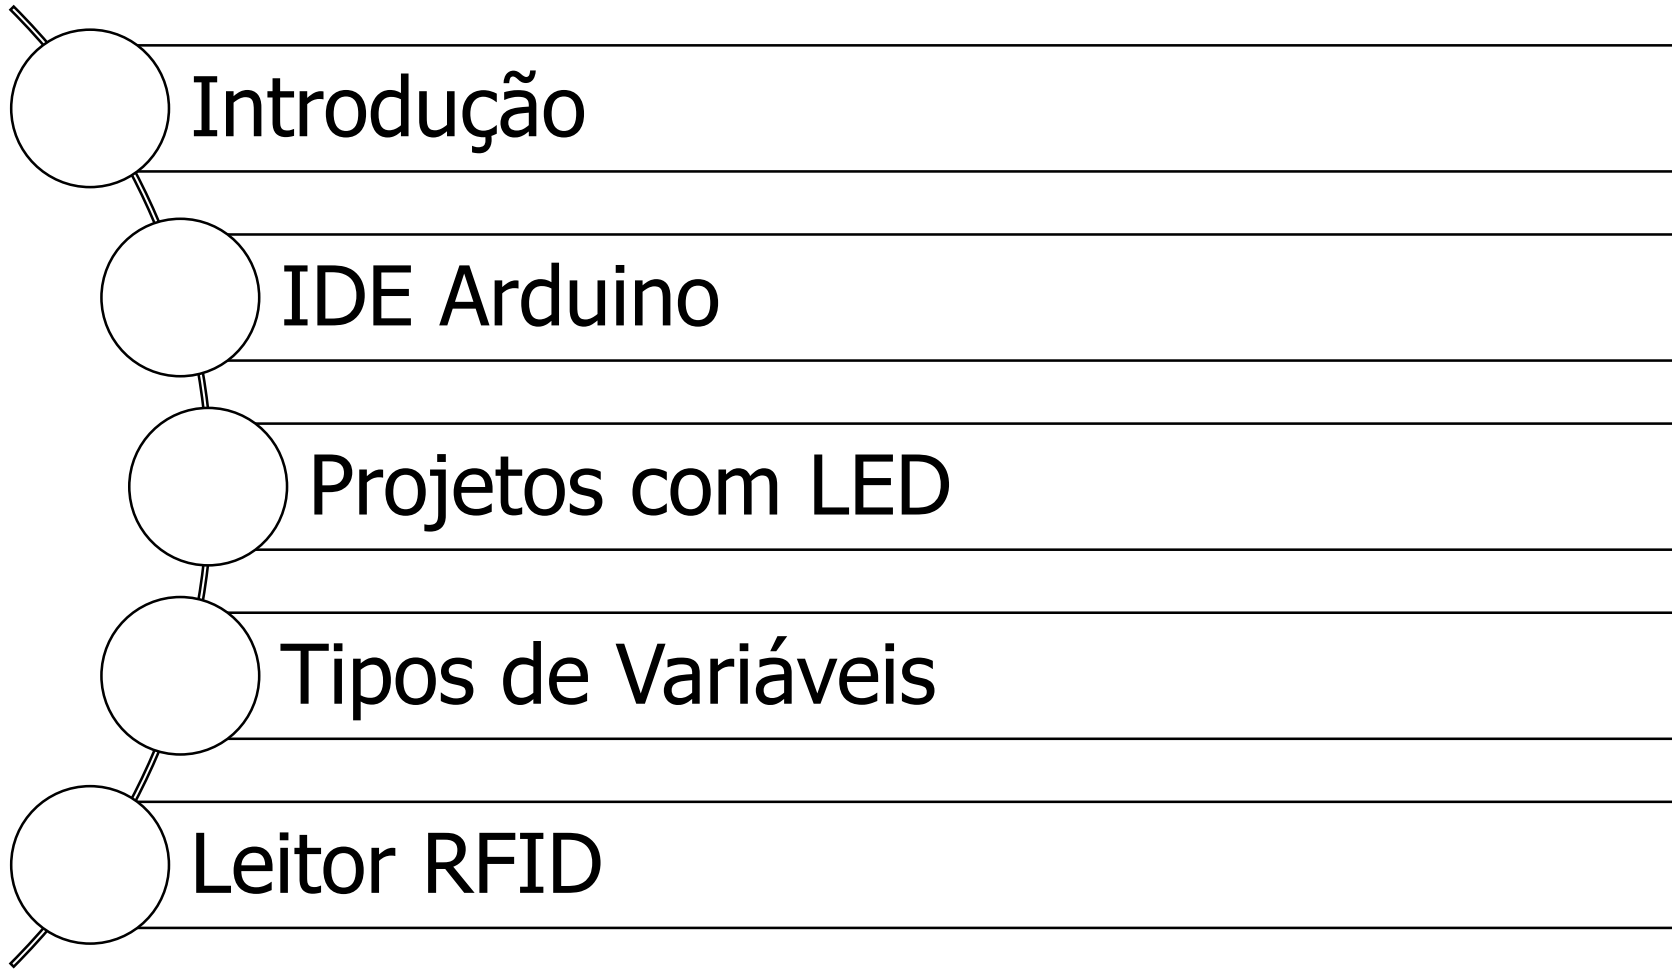 Introdução
IDE Arduino
Projetos com LED
Tipos de Variáveis
Leitor RFID